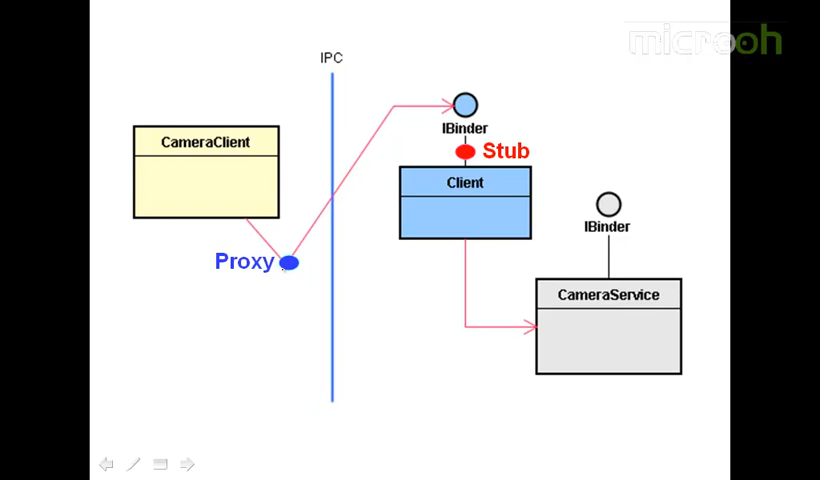 microoh
IPC
CameraClient
IBinder
Stub
Client
IBinder
Proxy
CameraService